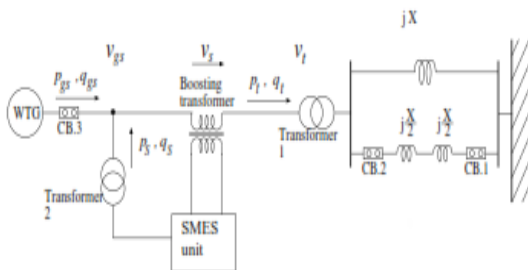 jX
v_gs
v_s
v_t
p_gs , q_gs
Boosting
transformer
p_t , q_t
WTG
CB.3
p_s , q_s
Transformer
1
j X/2
j X/2
CB.2
CB.1
Transformer
2
SMES
unit